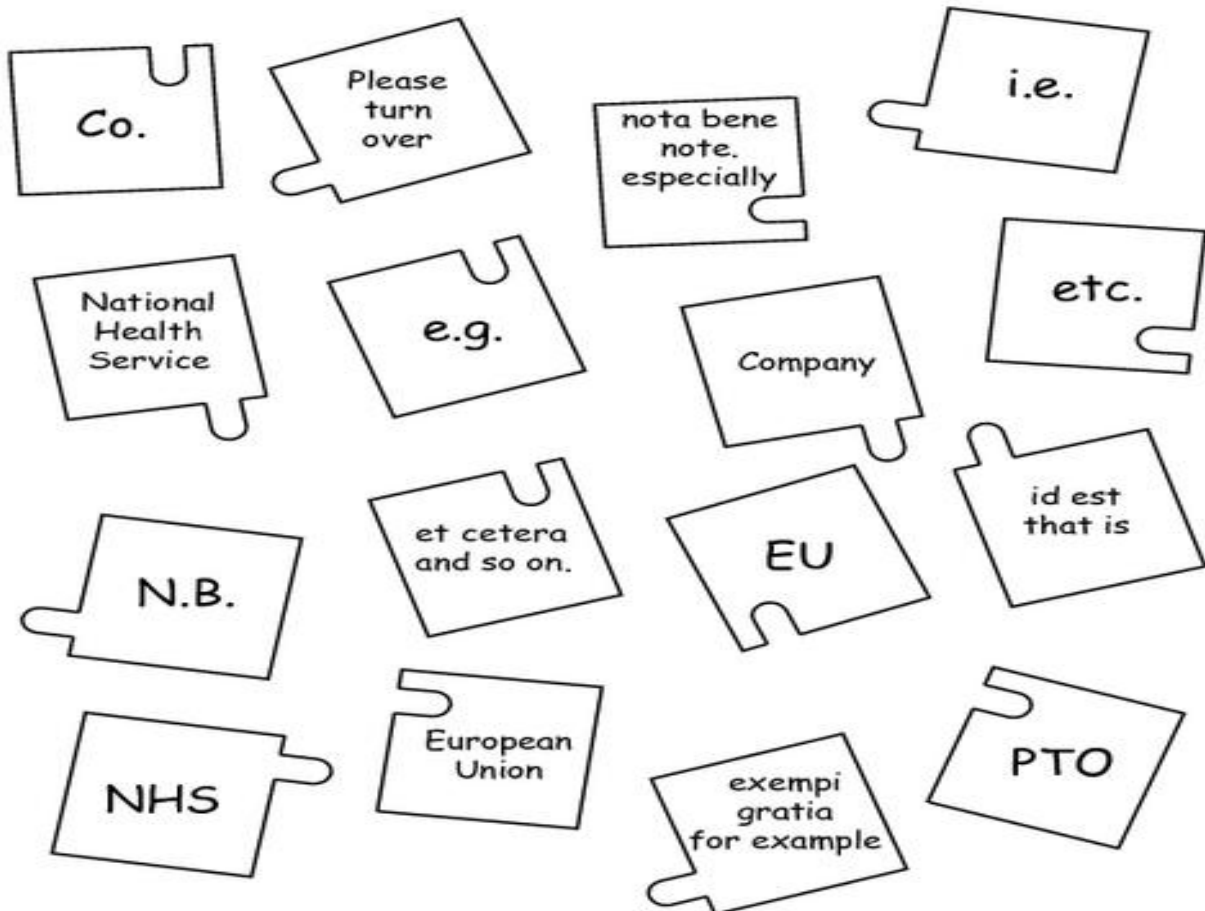 Co.
Please
turn
over
nota bene
note.
especially
i.e.
National
Health
Service
e.g.
Company
etc.
N.B.
et cetera
and so on.
EU
id est
that is
NHS
European
Union
exempi
gratia
for example
PTO